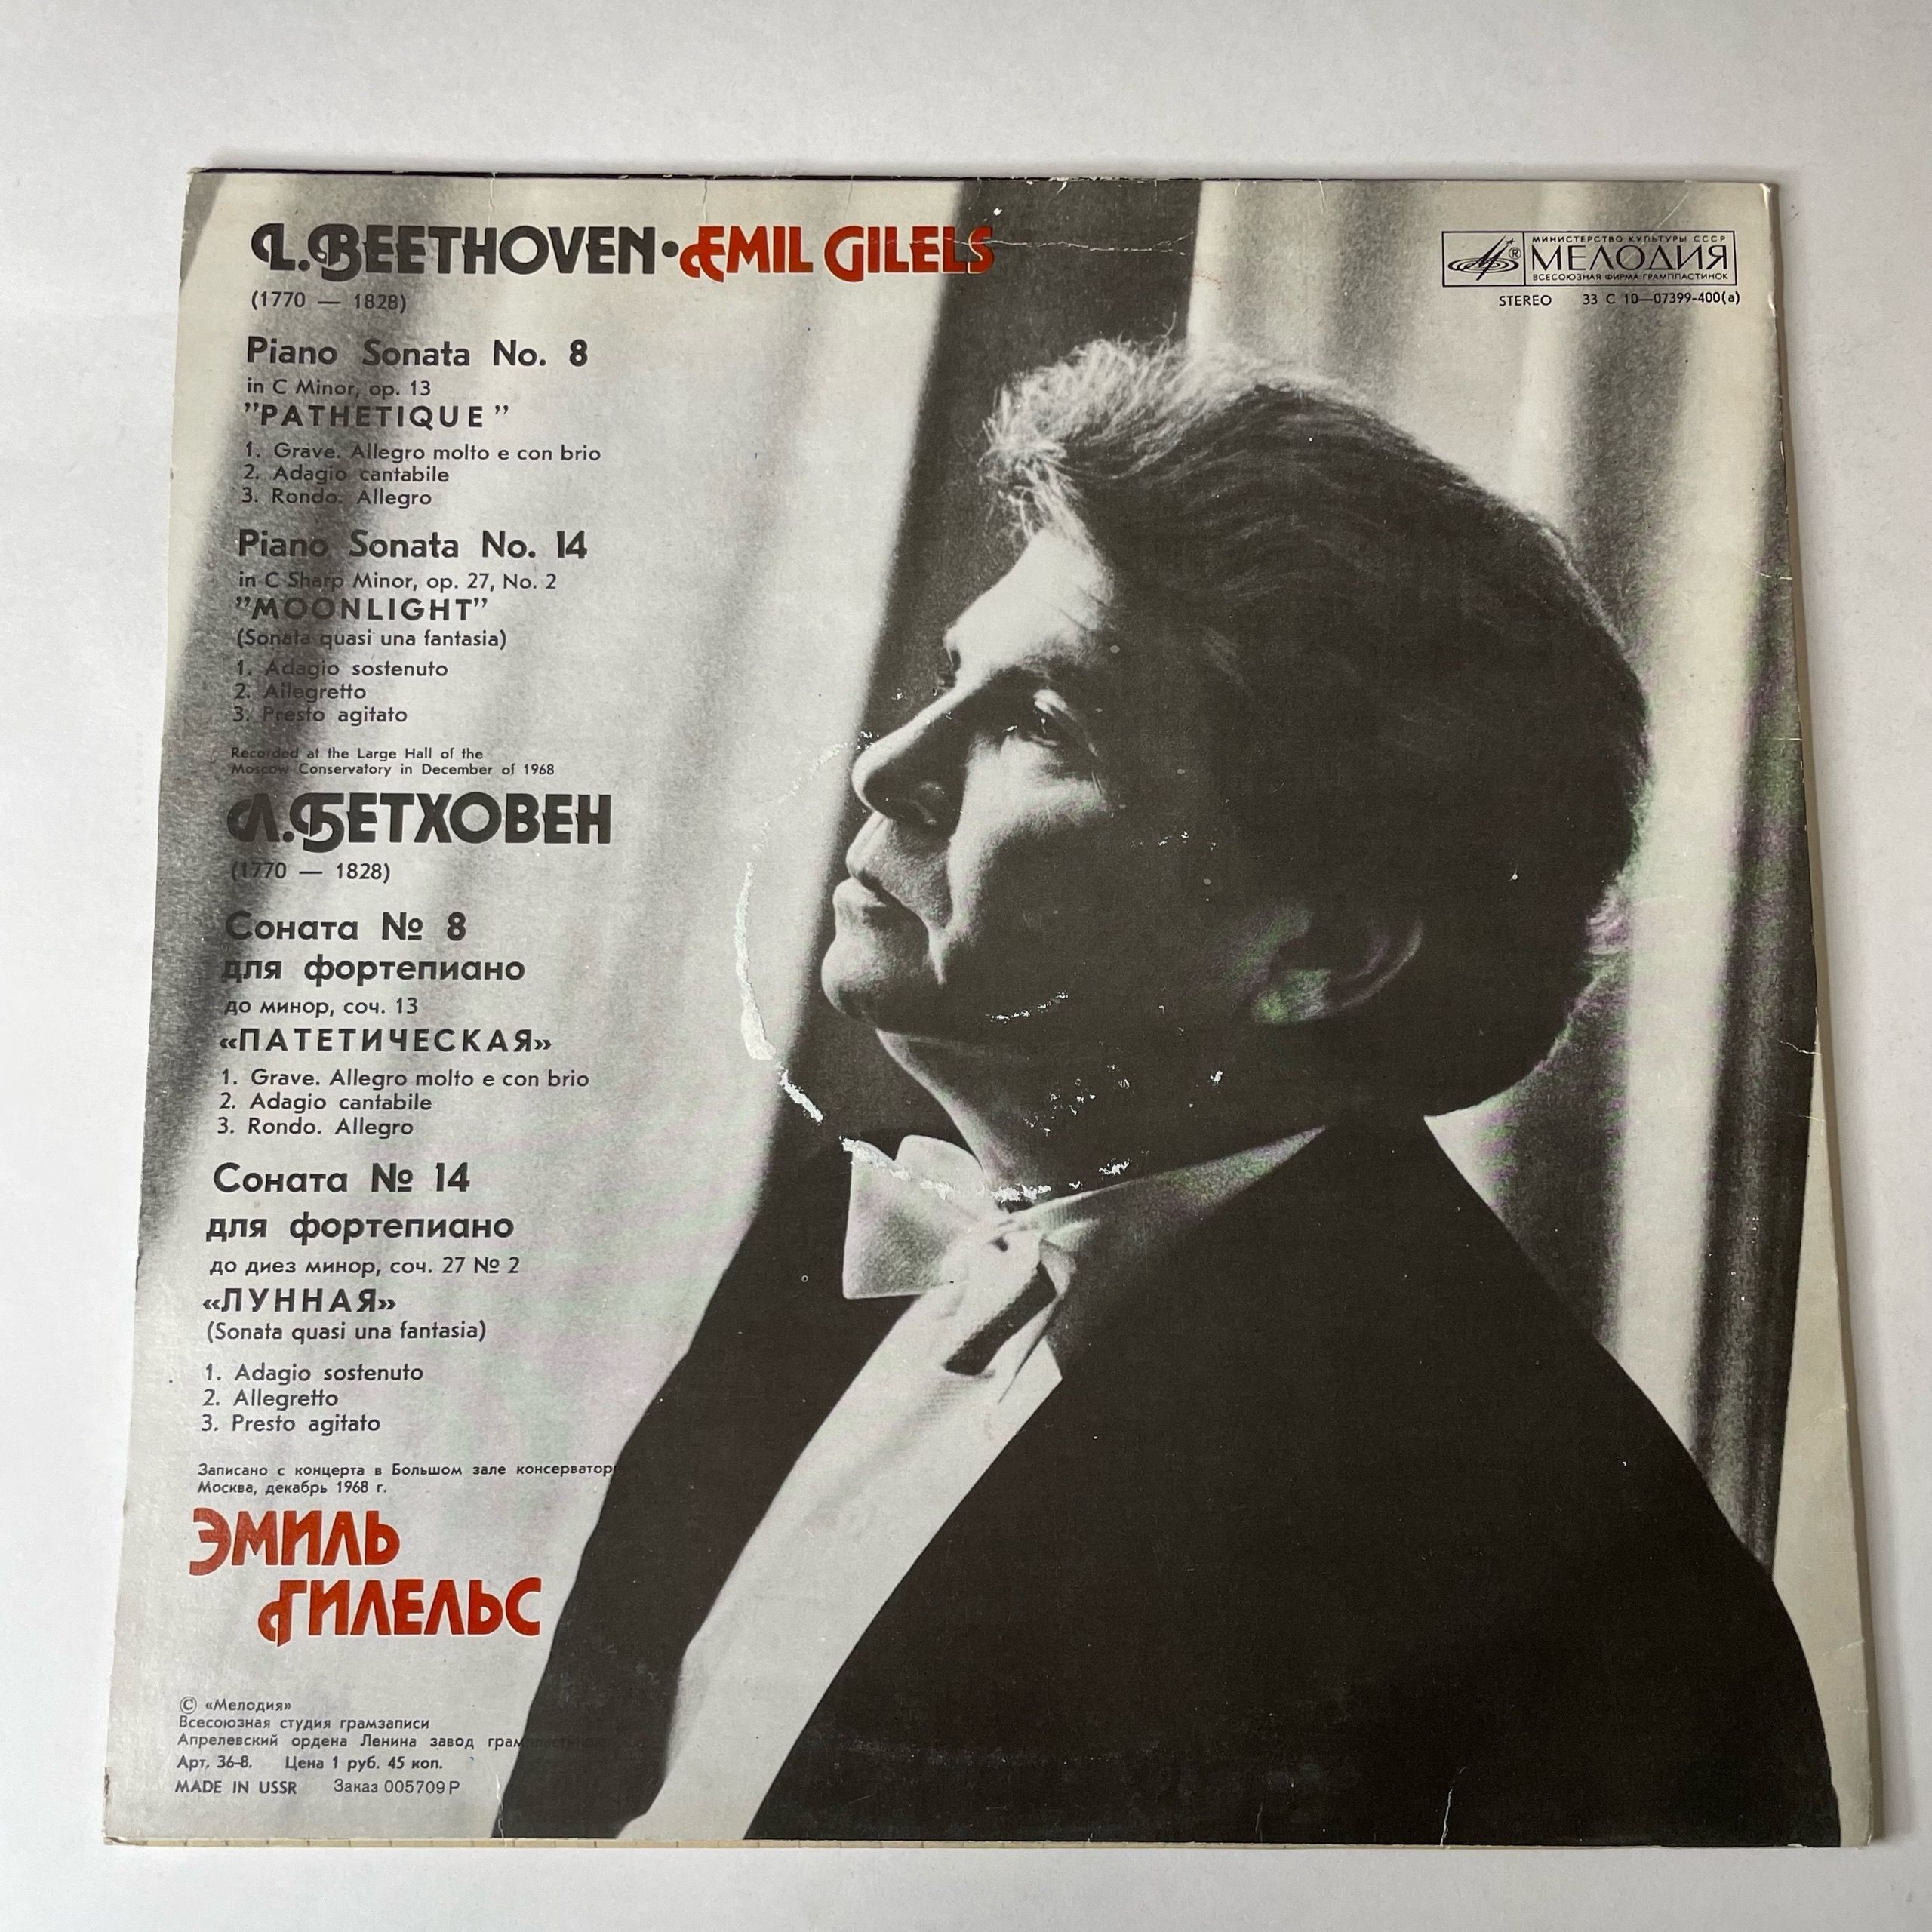 L.BEETHOVEN•EMIL GILELS
(1770 — 1828)
Piano Sonata No. 8
in C Minor, op. 13
”PATHETIQUE”
1. Grave. Allegro molto e con brio
2. Adagio cantabile
3. Rondo. Allegro
Piano Sonata No. 14
in C Sharp Minor, op. 27, No. 2
”MOONLIGHT”
(Sonata quasi una fantasia)
1. Adagio sostenuto
2. Allegretto
3. Presto agitato
Recorded at the Large Hall of the
Moscow Conservatory in December of 1968
Л.БЕТХОВЕН
(1770 — 1828)
Соната № 8
для фортепиано
до минор, соч. 13
«ПАТЕТИЧЕСКАЯ»
1. Grave. Allegro molto e con brio
2. Adagio cantabile
3. Rondo. Allegro
Соната № 14
для фортепиано
до диез минор, соч. 27 № 2
«ЛУННАЯ»
(Sonata quasi una fantasia)
1. Adagio sostenuto
2. Allegretto
3. Presto agitato
Записано с концерта в Большом зале консерватор
Москва, декабрь 1968 г.
ЭМИЛЬ
ГИЛЕЛЬС
© «Мелодия»
Всесоюзная студия грамзаписи
Апрелевский ордена Ленина завод грампластинок
Арт. 36-8. Цена 1 руб. 45 коп.
MADE IN USSR Заказ 005709Р
МИНИСТЕРСТВО КУЛЬТУРЫ СССР
® МЕЛОДИЯ
ВСЕСОЮЗНАЯ ФИРМА ГРАМПЛАСТИНОК
STEREO 33 С 10—07399-400(а)